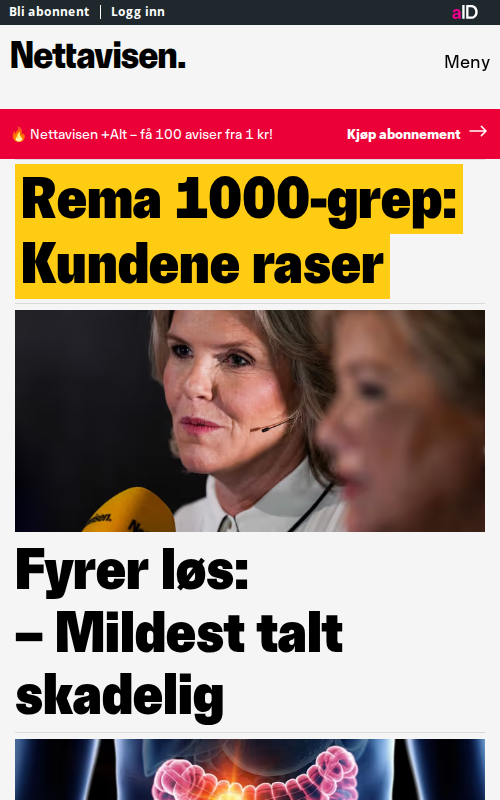 Bli abonnent | Logg inn
aID
Nettavisen.
Meny
🔥 Nettavisen +Alt – få 100 aviser fra 1 kr!
Kjøp abonnement →
Rema 1000-grep:
Kundene raser
Fyrer løs:
– Mildest talt
skadelig